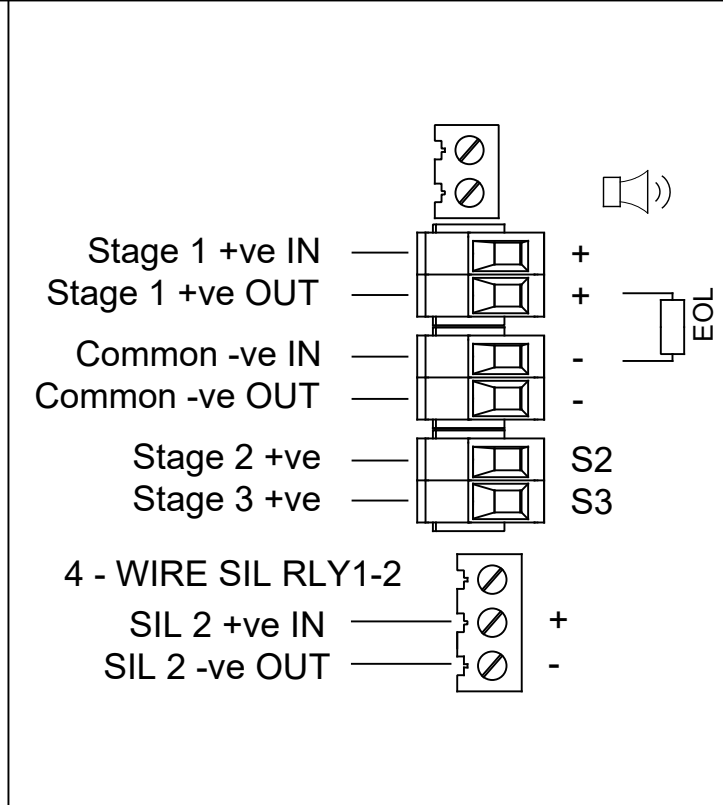 Stage 1 +ve IN +
Stage 1 +ve OUT +
EOL
Common -ve IN -
Common -ve OUT -
Stage 2 +ve S2
Stage 3 +ve S3
4 - WIRE SIL RLY1-2
SIL 2 +ve IN +
SIL 2 -ve OUT -